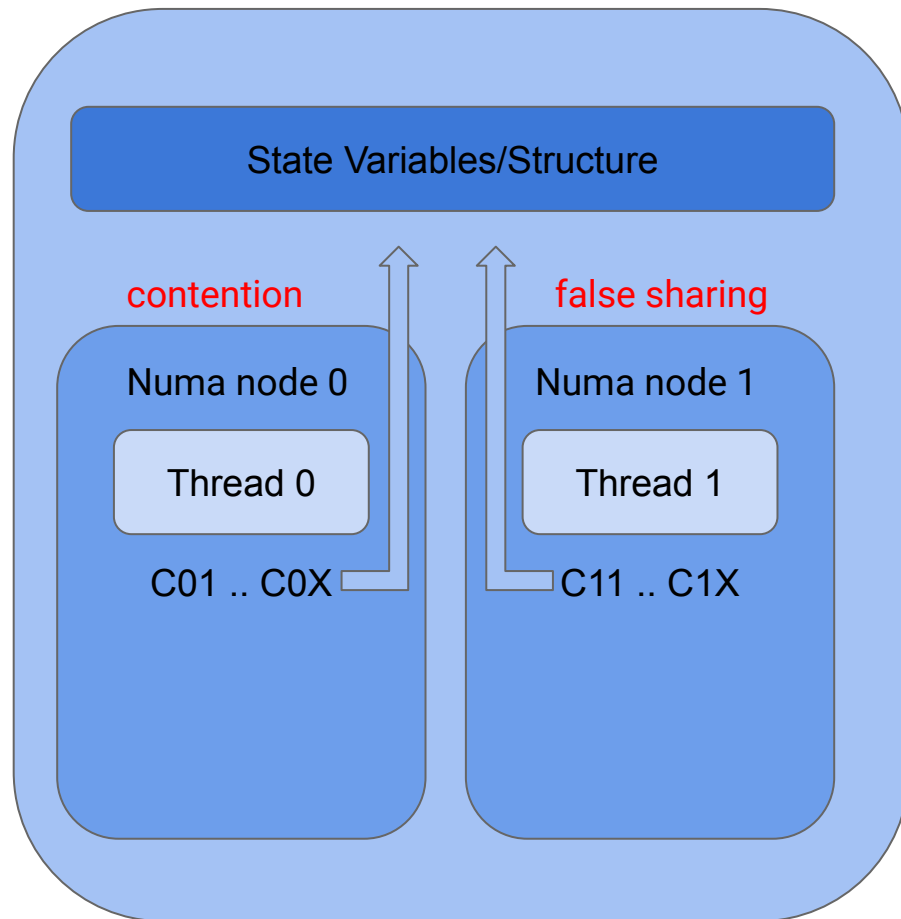 State Variables/Structure
contention
false sharing
Numa node 0
Numa node 1
Thread 0
Thread 1
C01 .. C0X
C11 .. C1X